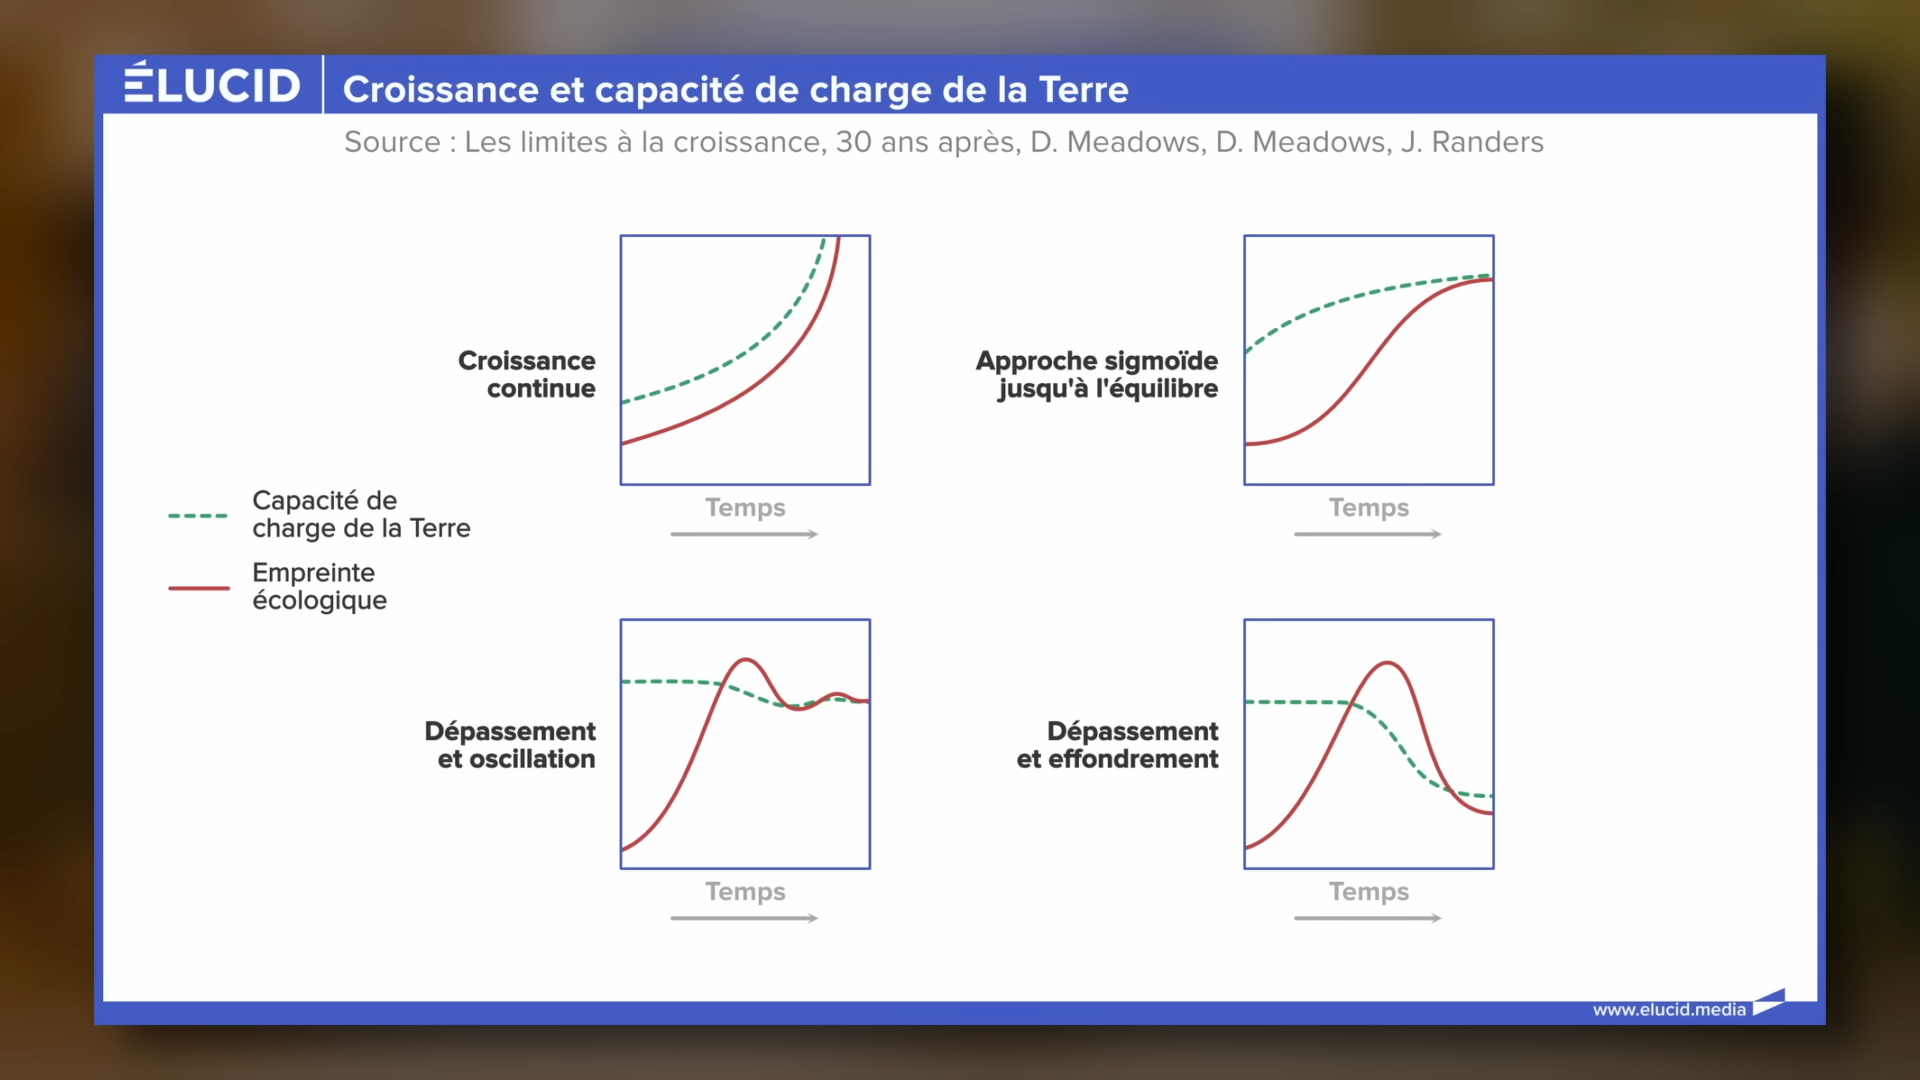 ÉLUCID
Croissance et capacité de charge de la Terre
Source : Les limites à la croissance, 30 ans après, D. Meadows, D. Meadows, J. Randers
Croissance
continue
Temps
Approche sigmoïde
jusqu'à l'équilibre
Temps
Capacité de
charge de la Terre
Empreinte
écologique
Dépassement
et oscillation
Temps
Dépassement
et effondrement
Temps
www.elucid.media